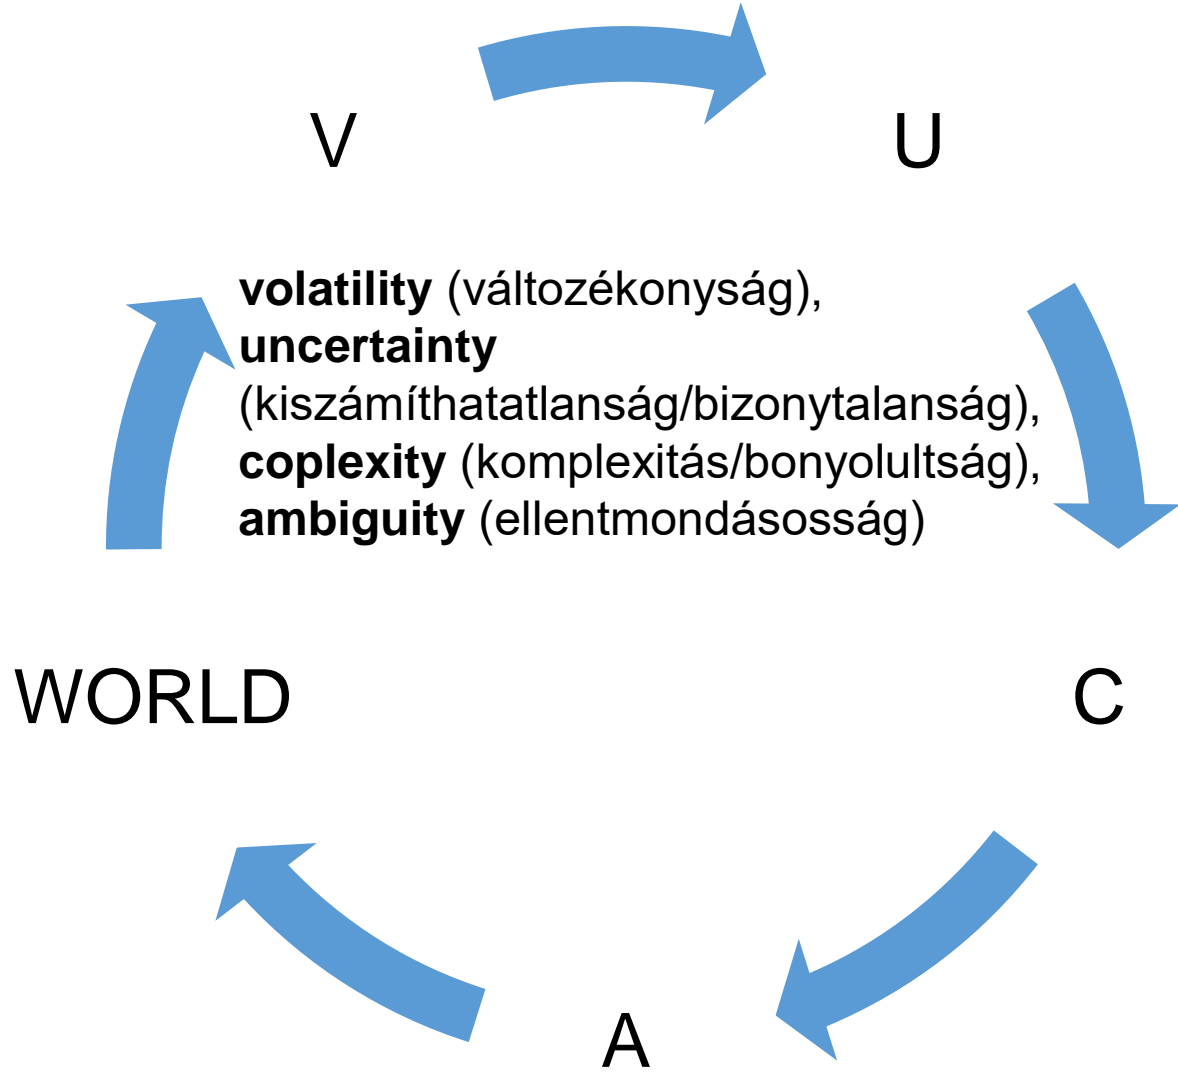 V
U
volatility (változékonyság),
uncertainty
(kiszámíthatatlanság/bizonytalanság),
coplexity (komplexitás/bonyolultság),
ambiguity (ellentmondásosság)
WORLD
C
A